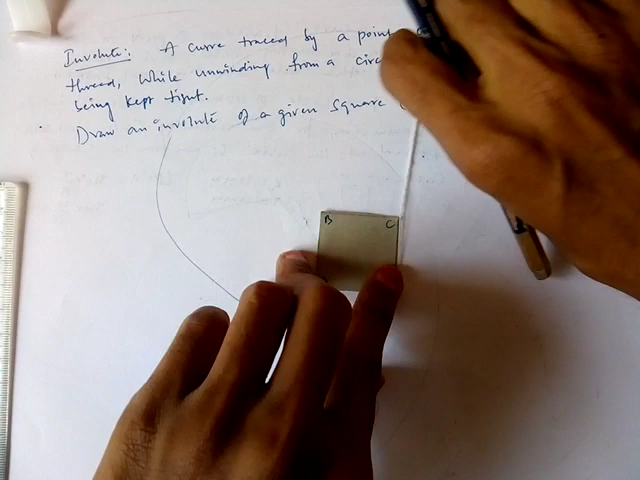 Involute:. A curve traced by a point
thread, while unwinding from a circ
being kept tight.
Draw an involute of a given Square
B C